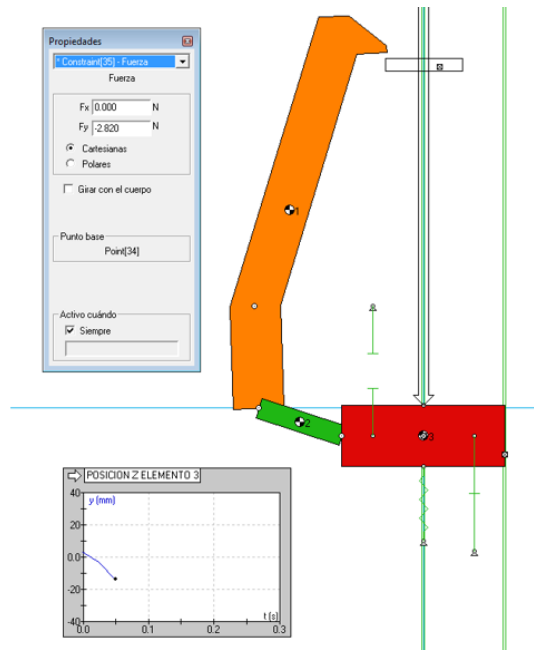 Propiedades
* Constraint[35] - Fuerza
Fuerza
Fx 0.000 N
Fy -2.820 N
Cartesianas
Polares
Girar con el cuerpo
Punto base
Point[34]
Activo cuándo
Siempre
1
2
3
POSICION Z ELEMENTO 3
y (mm)
40
20
0.0
-20
-40
t (s)
0.0 0.1 0.2 0.3